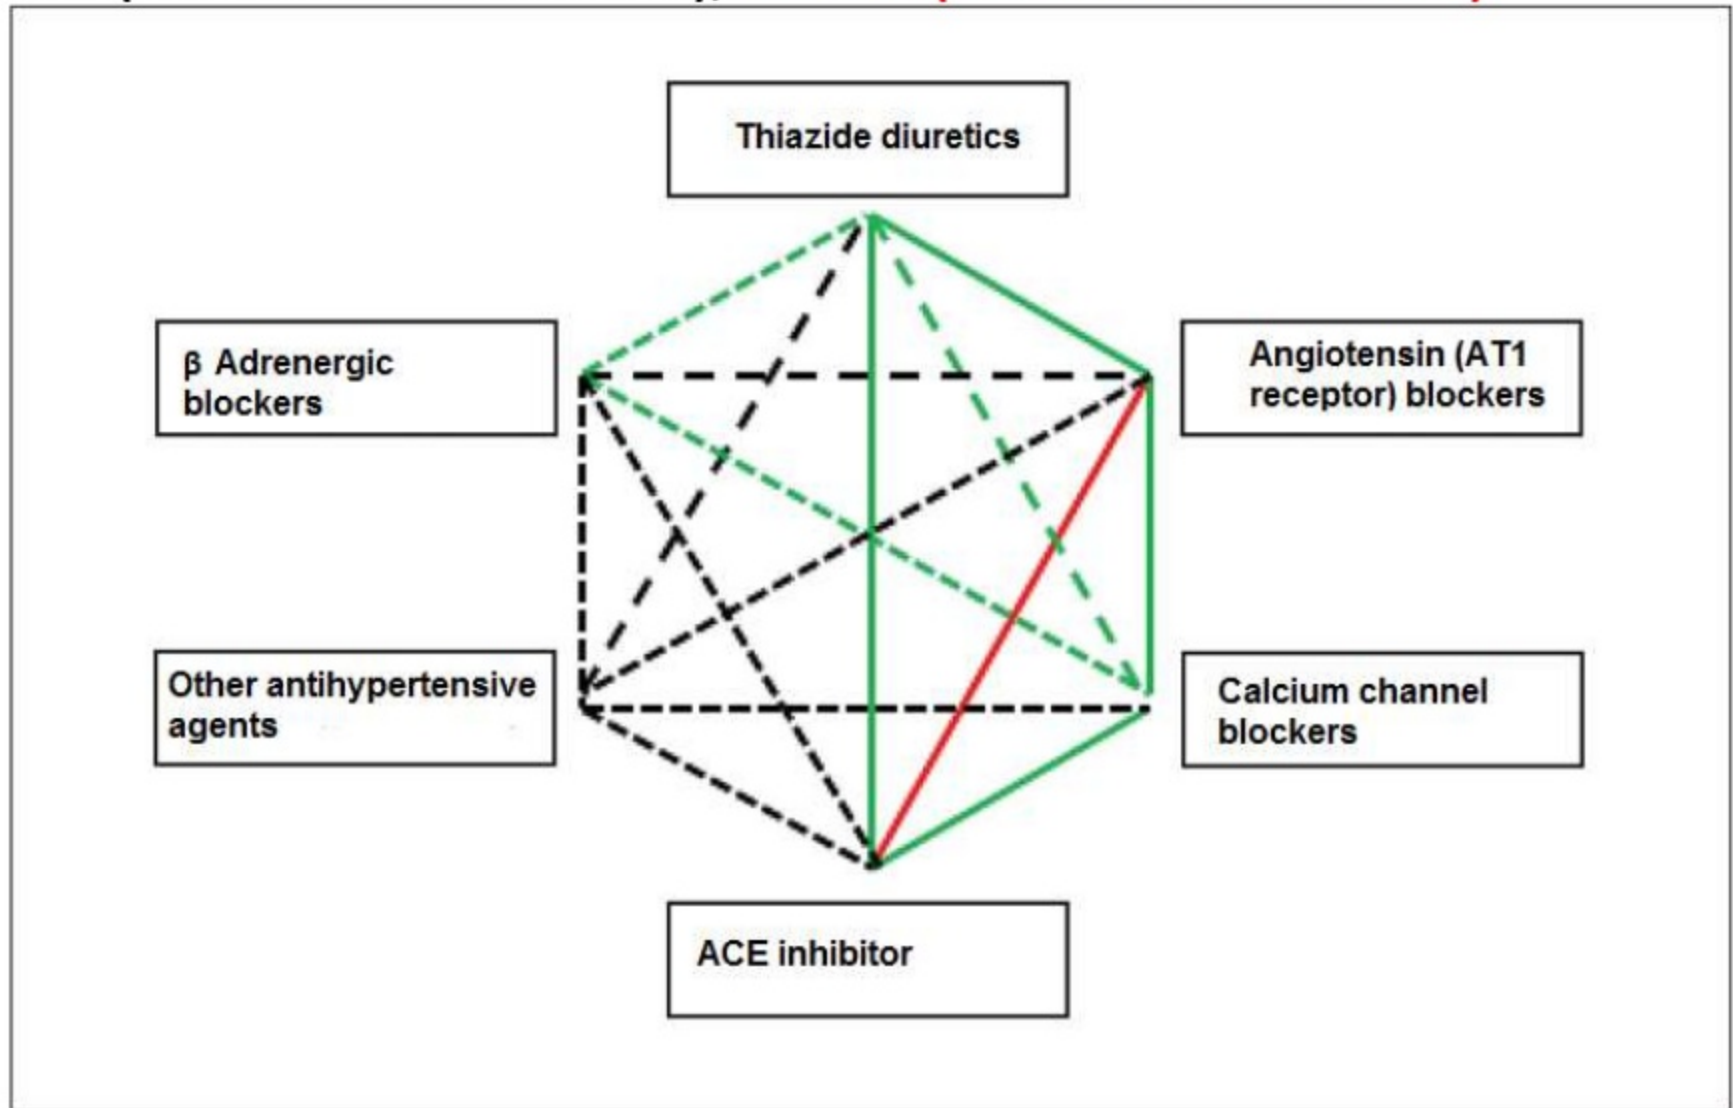 Thiazide diuretics
β Adrenergic
blockers
Angiotensin (AT1
receptor) blockers
Other antihypertensive
agents
Calcium channel
blockers
ACE inhibitor